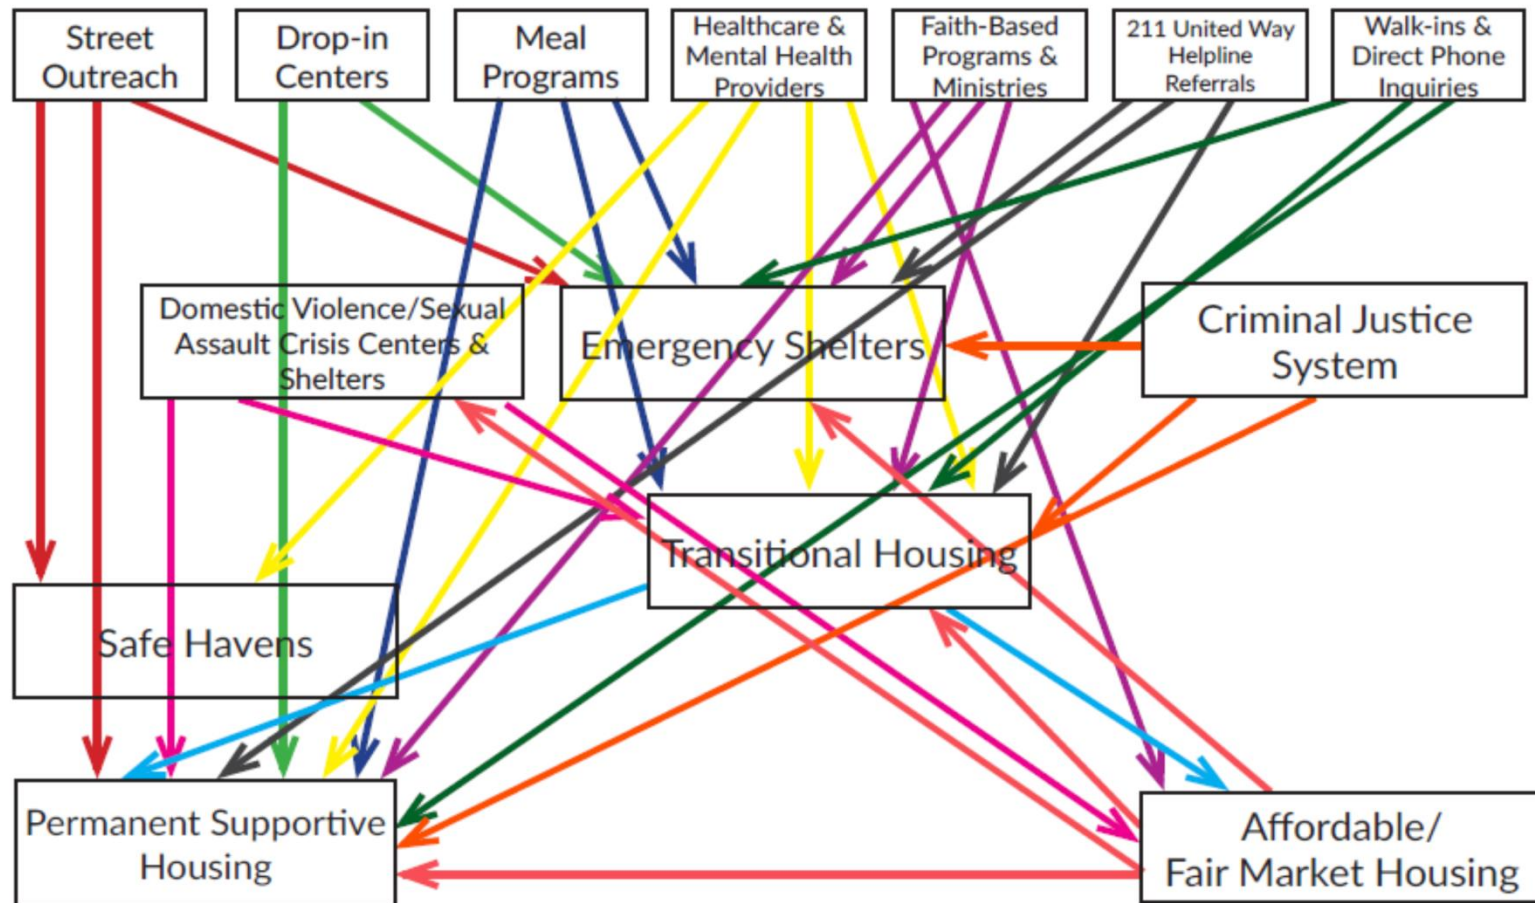 Street
Outreach
Drop-in
Centers
Meal
Programs
Healthcare &
Mental Health
Providers
Faith-Based
Programs &
Ministries
211 United Way
Helpline
Referrals
Walk-ins &
Direct Phone
Inquiries
Domestic Violence/Sexual
Assault Crisis Centers &
Shelters
Emergency Shelters
Criminal Justice
System
Transitional Housing
Safe Havens
Permanent Supportive
Housing
Affordable/
Fair Market Housing